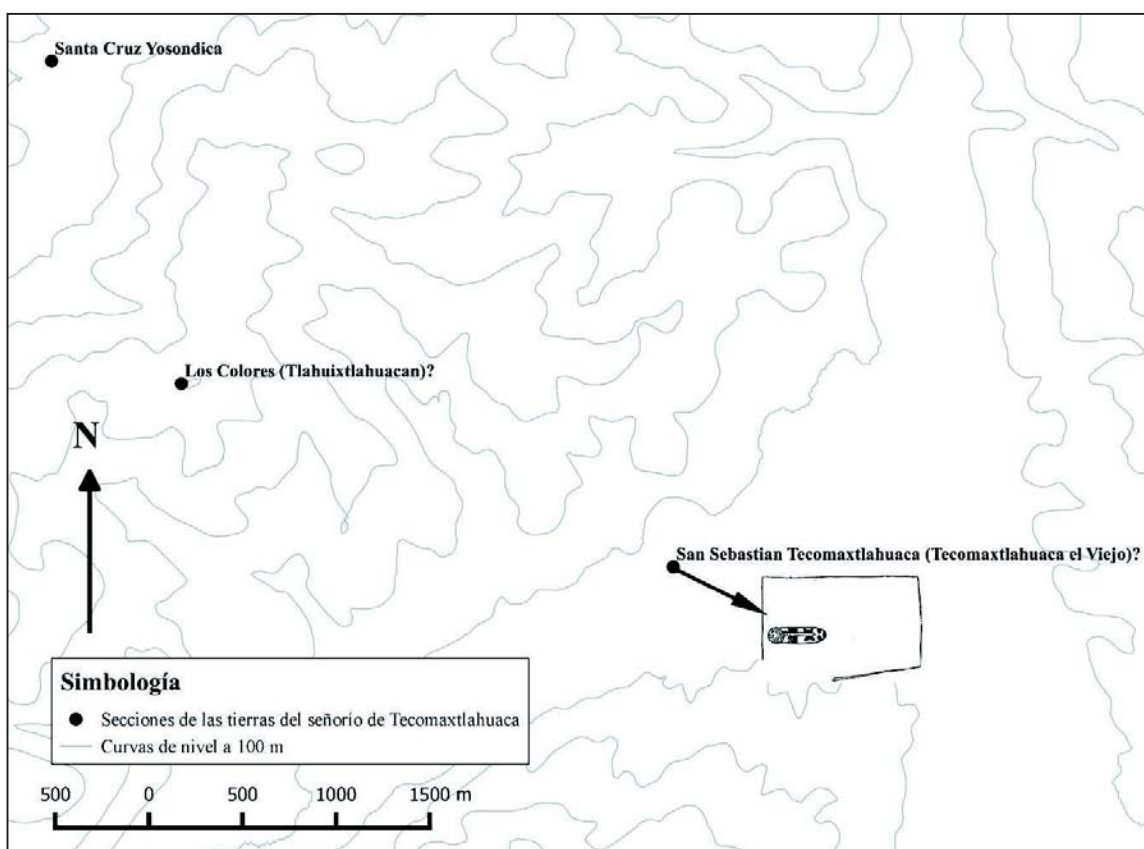 Santa Cruz Yosondica
Los Colores (Tlahuixtlahuacan)?
N
San Sebastian Tecomaxtlahuaca (Tecomaxtlahuaca el Viejo)?
Simbología
Secciones de las tierras del señorío de Tecomaxtlahuaca
Curvas de nivel a 100 m
500 0 500 1000 1500 m